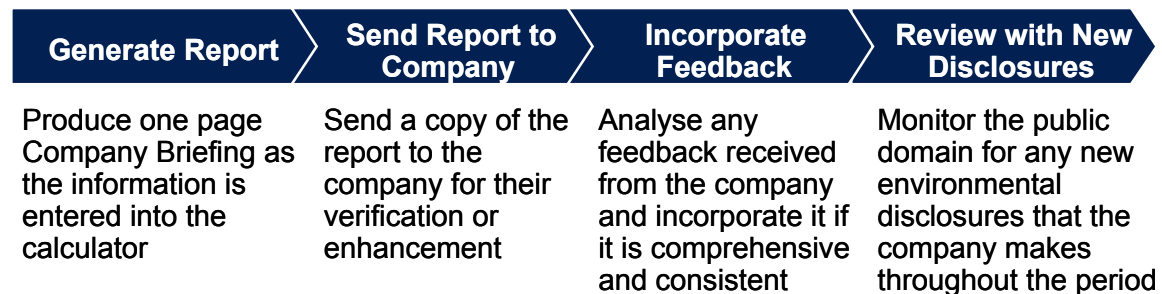 Generate Report
Send Report to
Company
Incorporate
Feedback
Review with New
Disclosures
Produce one page
Company Briefing as
the information is
entered into the
calculator
Send a copy of the
report to the
company for their
verification or
enhancement
Analyse any
feedback received
from the company
and incorporate it if
it is comprehensive
and consistent
Monitor the public
domain for any new
environmental
disclosures that the
company makes
throughout the period